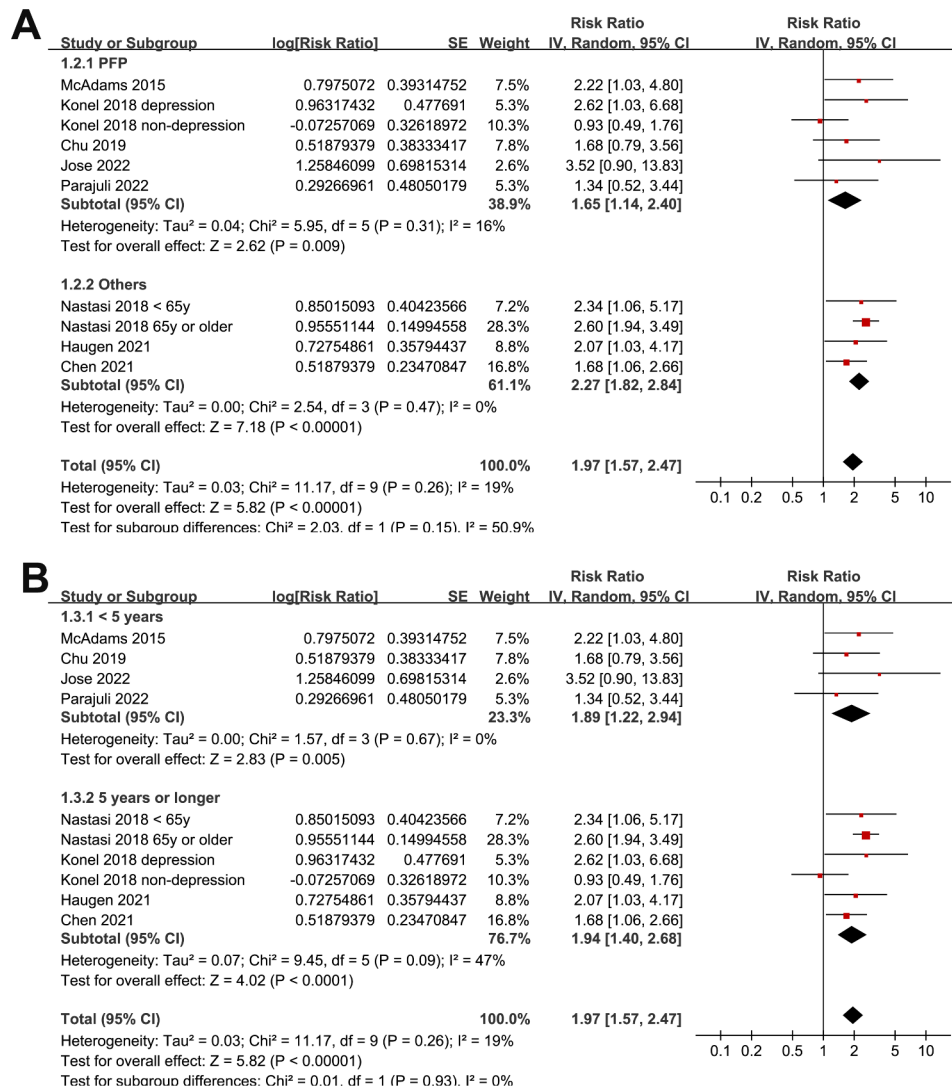 A
Risk Ratio Risk Ratio
Study or Subgroup log[Risk Ratio] SE Weight IV, Random, 95% CI IV, Random, 95% CI
1.2.1 PFP
McAdams 2015 0.7975072 0.39314752 7.5% 2.22 [1.03, 4.80]
Konel 2018 depression 0.96317432 0.477691 5.3% 2.62 [1.03, 6.68]
Konel 2018 non-depression -0.07257069 0.32618972 10.3% 0.93 [0.49, 1.76]
Chu 2019 0.51879379 0.38333417 7.8% 1.68 [0.79, 3.56]
Jose 2022 1.25846099 0.69815314 2.6% 3.52 [0.90, 13.83]
Parajuli 2022 0.29266961 0.48050179 5.3% 1.34 [0.52, 3.44]
Subtotal (95% CI) 38.9% 1.65 [1.14, 2.40]
Heterogeneity: Tau² = 0.04; Chi² = 5.95, df = 5 (P = 0.31); I² = 16%
Test for overall effect: Z = 2.62 (P = 0.009)
1.2.2 Others
Nastasi 2018 < 65y 0.85015093 0.40423566 7.2% 2.34 [1.06, 5.17]
Nastasi 2018 65y or older 0.95551144 0.14994558 28.3% 2.60 [1.94, 3.49]
Haugen 2021 0.72754861 0.35794437 8.8% 2.07 [1.03, 4.17]
Chen 2021 0.51879379 0.23470847 16.8% 1.68 [1.06, 2.66]
Subtotal (95% CI) 61.1% 2.27 [1.82, 2.84]
Heterogeneity: Tau² = 0.00; Chi² = 2.54, df = 3 (P = 0.47); I² = 0%
Test for overall effect: Z = 7.18 (P < 0.00001)
Total (95% CI) 100.0% 1.97 [1.57, 2.47]
Heterogeneity: Tau² = 0.03; Chi² = 11.17, df = 9 (P = 0.26); I² = 19%
Test for overall effect: Z = 5.82 (P < 0.00001)
Test for subgroup differences: Chi² = 2.03, df = 1 (P = 0.15), I² = 50.9%
0.1 0.2 0.5 1 2 5 10
B
Risk Ratio Risk Ratio
Study or Subgroup log[Risk Ratio] SE Weight IV, Random, 95% CI IV, Random, 95% CI
1.3.1 < 5 years
McAdams 2015 0.7975072 0.39314752 7.5% 2.22 [1.03, 4.80]
Chu 2019 0.51879379 0.38333417 7.8% 1.68 [0.79, 3.56]
Jose 2022 1.25846099 0.69815314 2.6% 3.52 [0.90, 13.83]
Parajuli 2022 0.29266961 0.48050179 5.3% 1.34 [0.52, 3.44]
Subtotal (95% CI) 23.3% 1.89 [1.22, 2.94]
Heterogeneity: Tau² = 0.00; Chi² = 1.57, df = 3 (P = 0.67); I² = 0%
Test for overall effect: Z = 2.83 (P = 0.005)
1.3.2 5 years or longer
Nastasi 2018 < 65y 0.85015093 0.40423566 7.2% 2.34 [1.06, 5.17]
Nastasi 2018 65y or older 0.95551144 0.14994558 28.3% 2.60 [1.94, 3.49]
Konel 2018 depression 0.96317432 0.477691 5.3% 2.62 [1.03, 6.68]
Konel 2018 non-depression -0.07257069 0.32618972 10.3% 0.93 [0.49, 1.76]
Haugen 2021 0.72754861 0.35794437 8.8% 2.07 [1.03, 4.17]
Chen 2021 0.51879379 0.23470847 16.8% 1.68 [1.06, 2.66]
Subtotal (95% CI) 76.7% 1.94 [1.40, 2.68]
Heterogeneity: Tau² = 0.07; Chi² = 9.45, df = 5 (P = 0.09); I² = 47%
Test for overall effect: Z = 4.02 (P < 0.0001)
Total (95% CI) 100.0% 1.97 [1.57, 2.47]
Heterogeneity: Tau² = 0.03; Chi² = 11.17, df = 9 (P = 0.26); I² = 19%
Test for overall effect: Z = 5.82 (P < 0.00001)
Test for subgroup differences: Chi² = 0.01, df = 1 (P = 0.93), I² = 0%
0.1 0.2 0.5 1 2 5 10